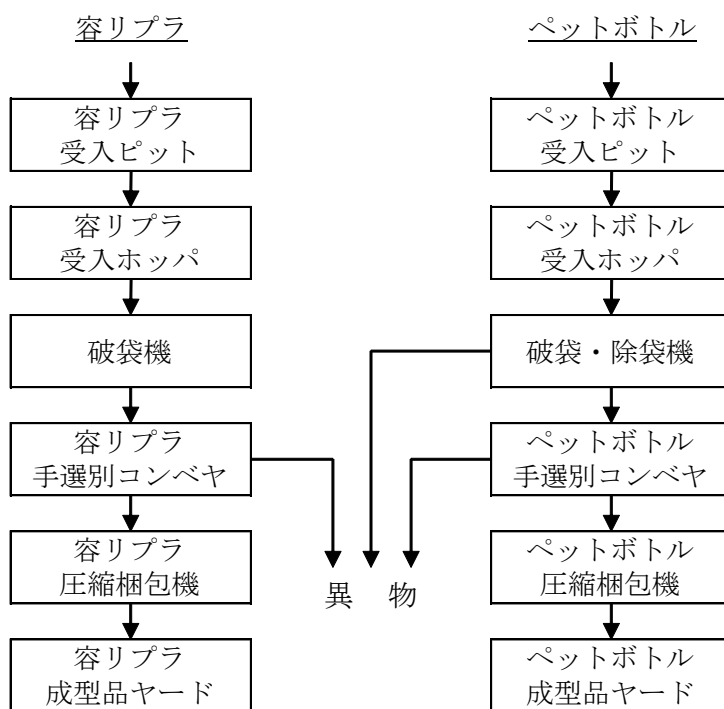 容リプラ
容リプラ
受入ピット
容リプラ
受入ホッパ
破袋機
容リプラ
手選別コンベヤ
容リプラ
圧縮梱包機
容リプラ
成型品ヤード
異 物
ペットボトル
ペットボトル
受入ピット
ペットボトル
受入ホッパ
破袋・除袋機
ペットボトル
手選別コンベヤ
ペットボトル
圧縮梱包機
ペットボトル
成型品ヤード